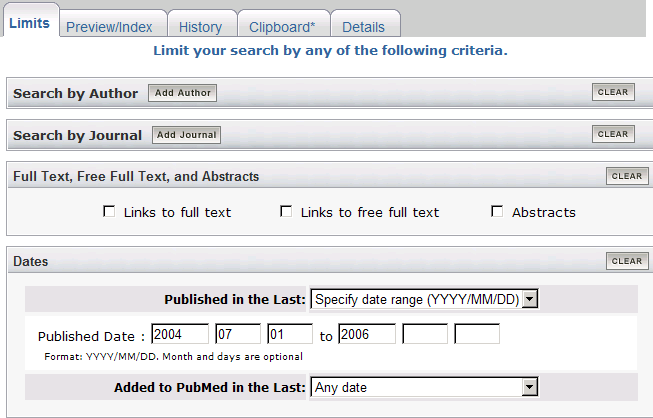 Limits Preview/Index History Clipboard* Details
Limit your search by any of the following criteria.
Search by Author Add Author CLEAR
Search by Journal Add Journal CLEAR
Full Text, Free Full Text, and Abstracts CLEAR
Links to full text Links to free full text Abstracts
Dates CLEAR
Published in the Last: Specify date range (YYYY/MM/DD)
Published Date : 2004 07 01 to 2006
Format: YYYY/MM/DD. Month and days are optional
Added to PubMed in the Last: Any date